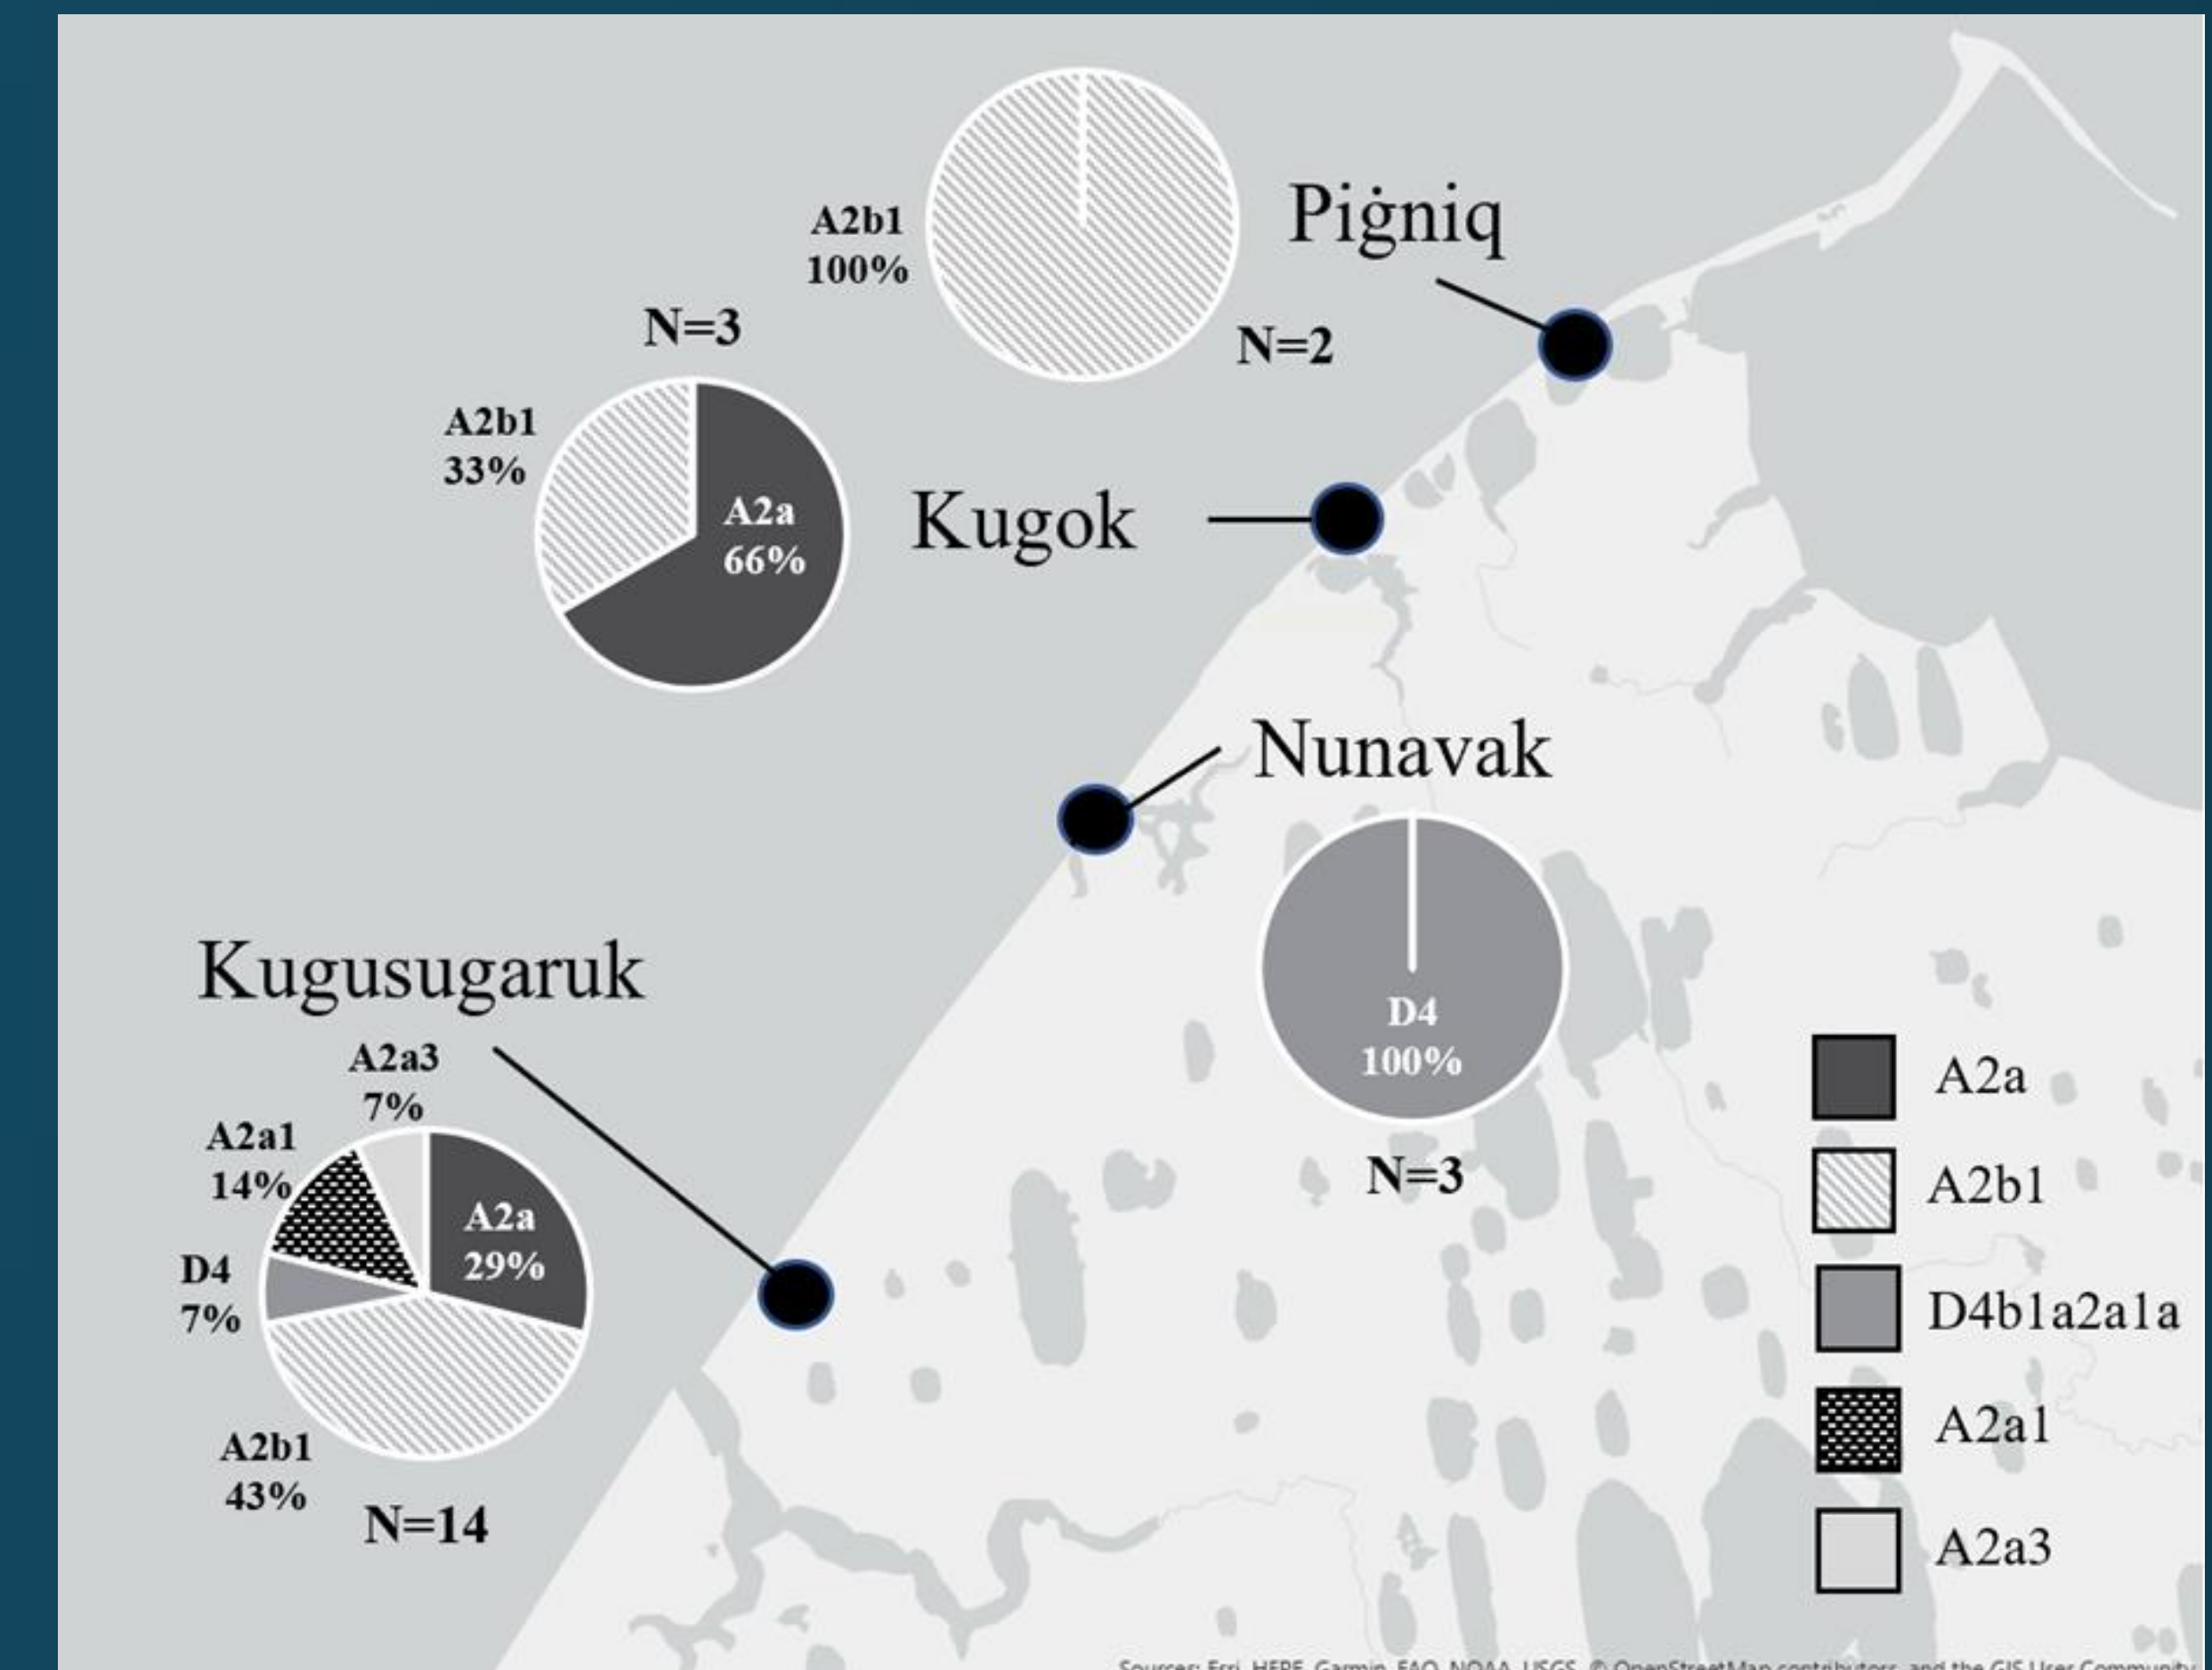 A2b1
100%
Piġniq
N=2
N=3
A2b1
33%
A2a
66%
Kugok
Nunavak
D4
100%
N=3
Kugusugaruk
A2a3
7%
A2a1
14%
A2a
29%
D4
7%
A2b1
43%
N=14
A2a
A2b1
D4b1a2a1a
A2a1
A2a3
Sources: Esri, HERE, Garmin, FAO, NOAA, USGS, © OpenStreetMap contributors, and the GIS User Community